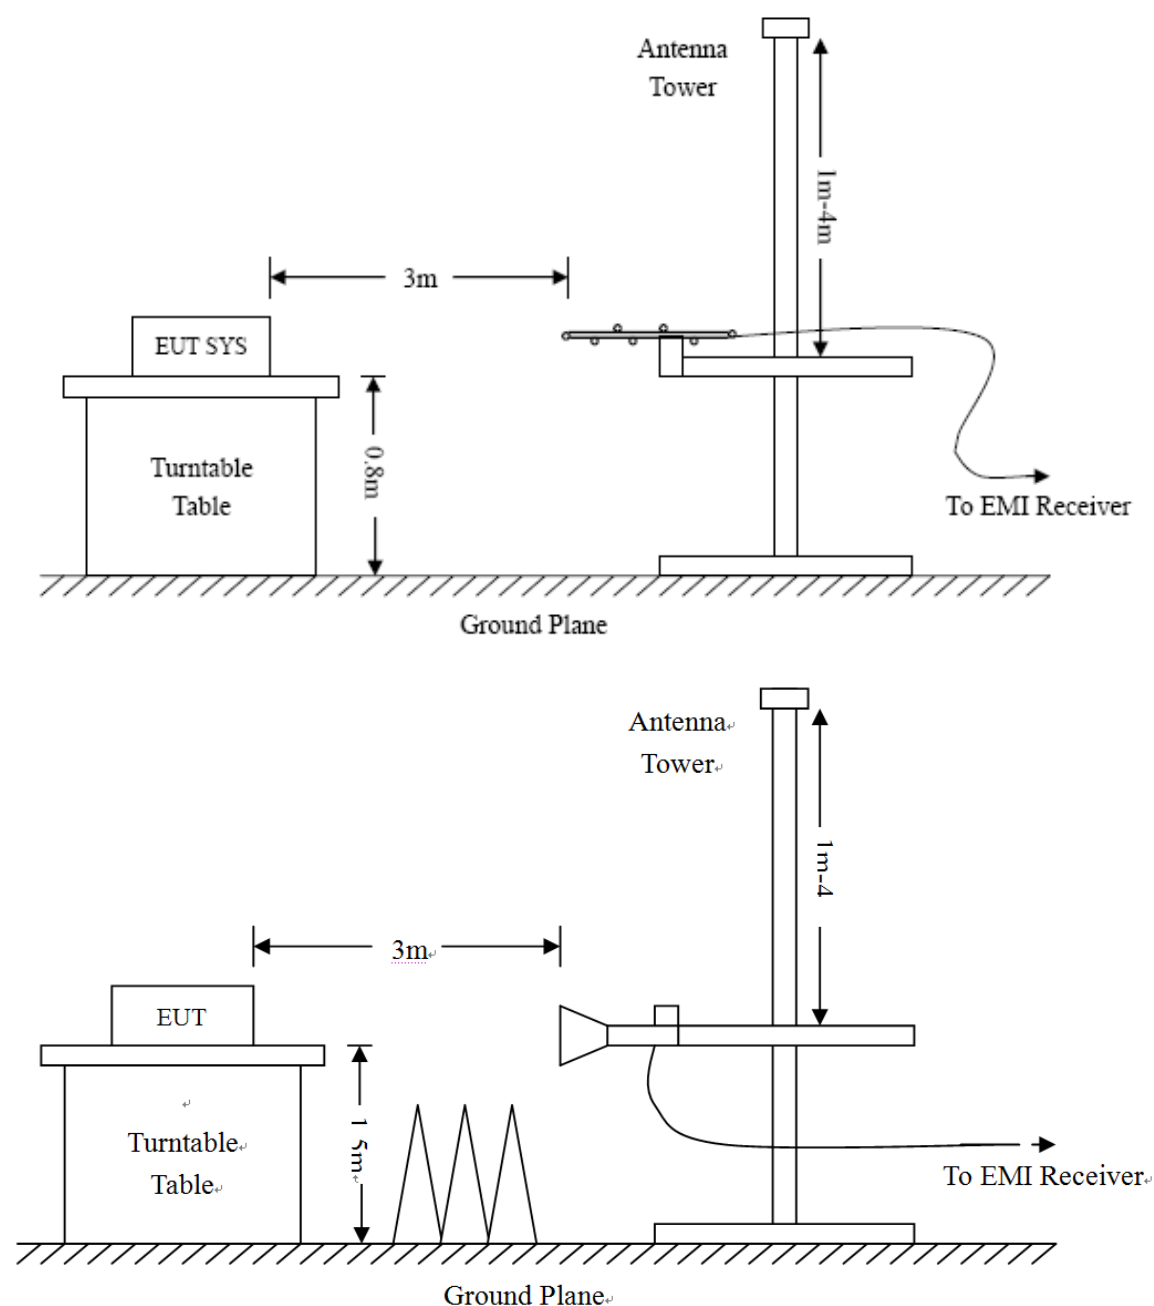 Antenna
Tower
1m-4m
3m
EUT SYS
0.8m
Turntable
Table
To EMI Receiver
Ground Plane
Antenna
Tower
1m-4
3m
EUT
1.5m
Turntable
Table
To EMI Receiver
Ground Plane